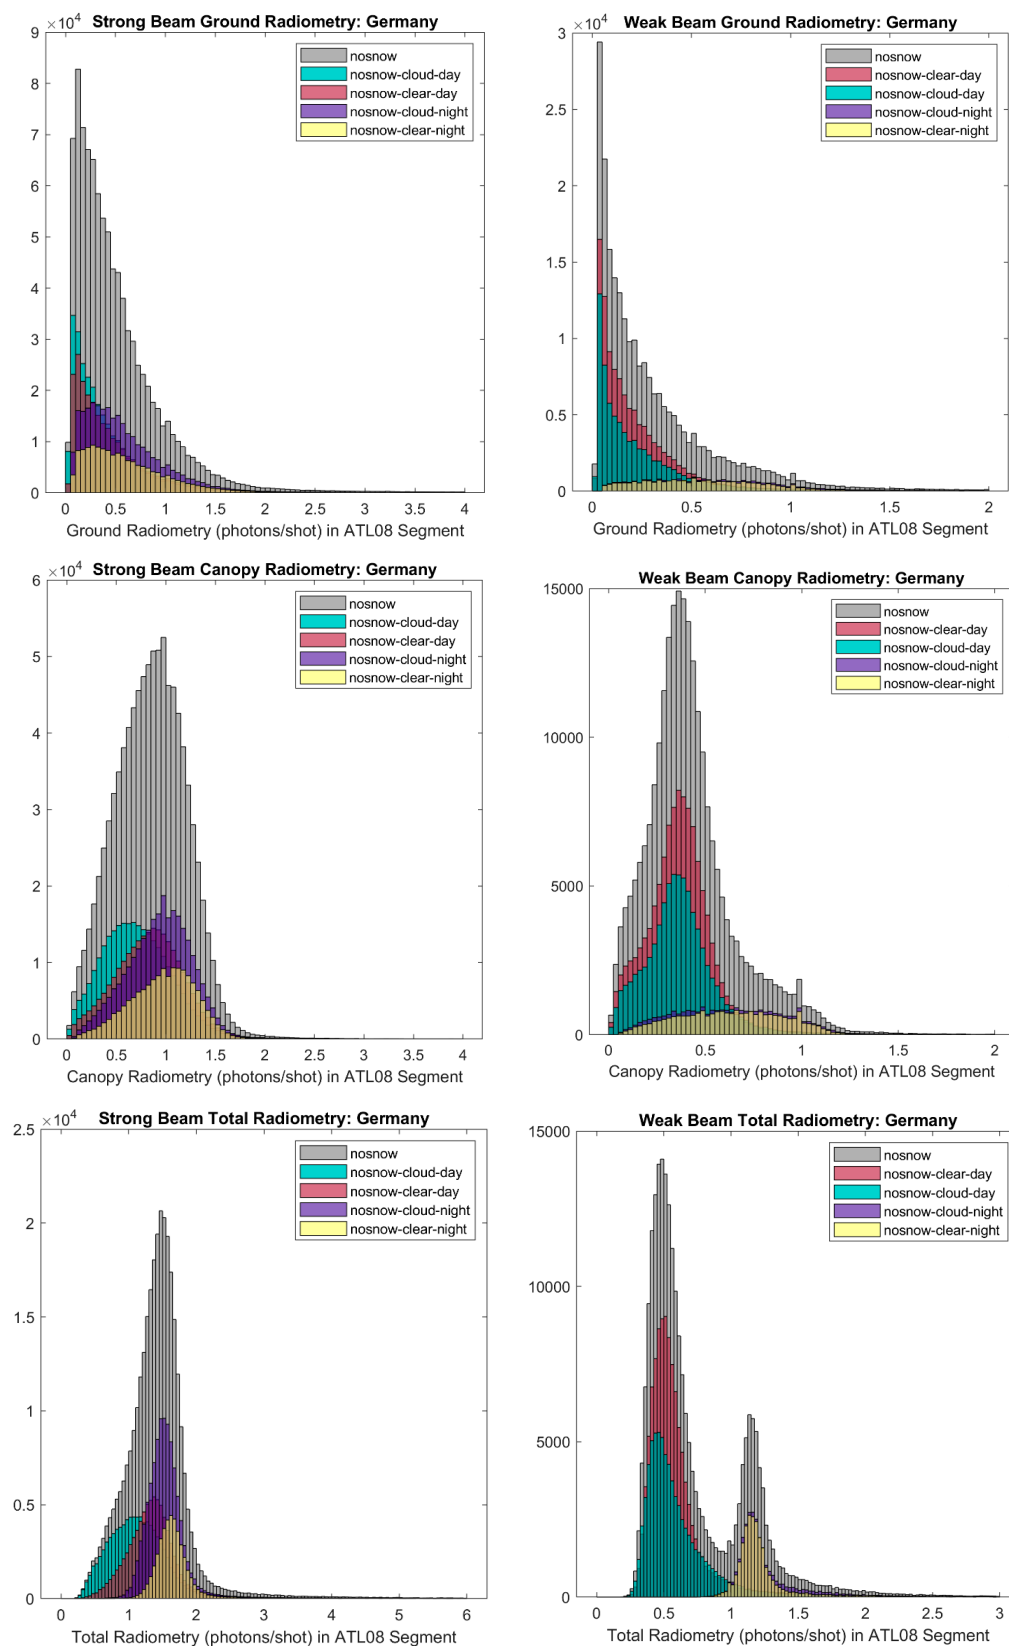 Strong Beam Ground Radiometry: Germany
×10⁴
9
8
7
6
5
4
3
2
1
0
nosnow
nosnow-cloud-day
nosnow-clear-day
nosnow-cloud-night
nosnow-clear-night
0 0.5 1 1.5 2 2.5 3 3.5 4
Ground Radiometry (photons/shot) in ATL08 Segment
Weak Beam Ground Radiometry: Germany
×10⁴
3
2.5
2
1.5
1
0.5
0
nosnow
nosnow-clear-day
nosnow-cloud-day
nosnow-cloud-night
nosnow-clear-night
0 0.5 1 1.5 2
Ground Radiometry (photons/shot) in ATL08 Segment
Strong Beam Canopy Radiometry: Germany
×10⁴
6
5
4
3
2
1
0
nosnow
nosnow-cloud-day
nosnow-clear-day
nosnow-cloud-night
nosnow-clear-night
0 0.5 1 1.5 2 2.5 3 3.5 4
Canopy Radiometry (photons/shot) in ATL08 Segment
Weak Beam Canopy Radiometry: Germany
15000
10000
5000
0
nosnow
nosnow-clear-day
nosnow-cloud-day
nosnow-cloud-night
nosnow-clear-night
0 0.5 1 1.5 2
Canopy Radiometry (photons/shot) in ATL08 Segment
Strong Beam Total Radiometry: Germany
×10⁴
2.5
2
1.5
1
0.5
0
nosnow
nosnow-cloud-day
nosnow-clear-day
nosnow-cloud-night
nosnow-clear-night
0 1 2 3 4 5 6
Total Radiometry (photons/shot) in ATL08 Segment
Weak Beam Total Radiometry: Germany
15000
10000
5000
0
nosnow
nosnow-clear-day
nosnow-cloud-day
nosnow-cloud-night
nosnow-clear-night
0 0.5 1 1.5 2 2.5 3
Total Radiometry (photons/shot) in ATL08 Segment